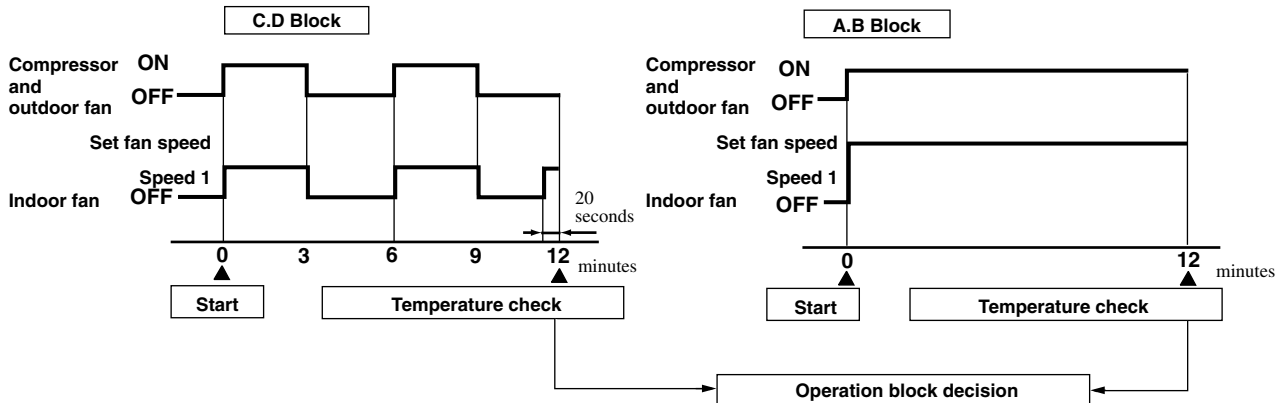 C.D Block
Compressor
and
outdoor fan
ON
OFF
Set fan speed
Speed 1
Indoor fan
OFF
20
seconds
0
3
6
9
12
minutes
Start
Temperature check
A.B Block
Compressor
and
outdoor fan
ON
OFF
Set fan speed
Speed 1
Indoor fan
OFF
0
12
minutes
Start
Temperature check
Operation block decision